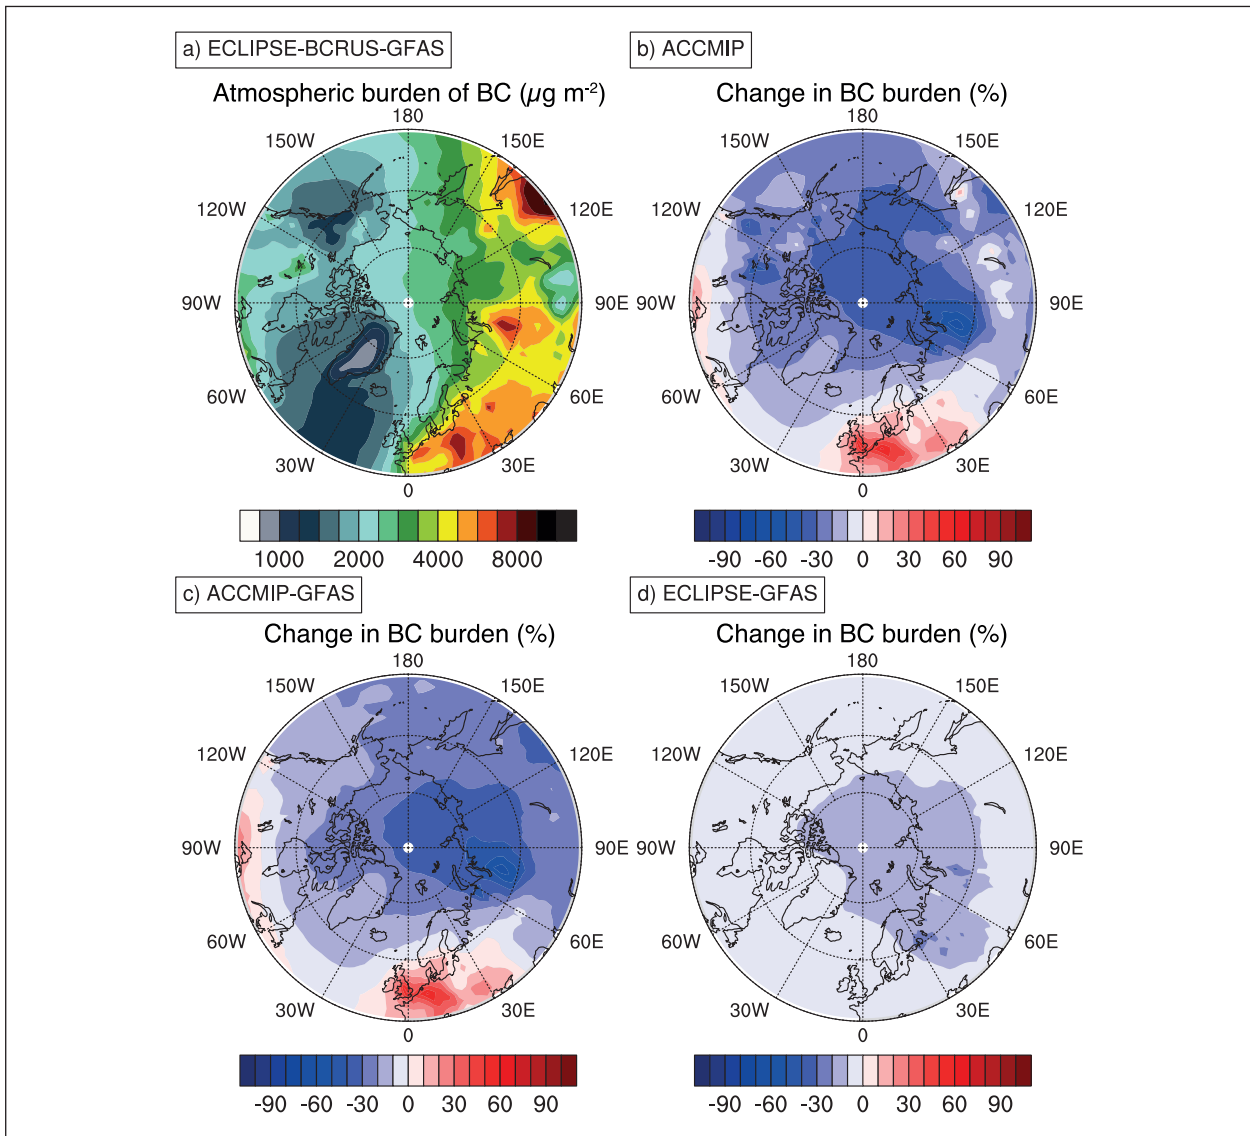 a) ECLIPSE-BCRUS-GFAS
Atmospheric burden of BC (µg m-2)
180
150W 150E
120W 120E
90W 90E
60W 60E
30W 30E
0
1000 2000 4000 8000
b) ACCMIP
Change in BC burden (%)
180
150W 150E
120W 120E
90W 90E
60W 60E
30W 30E
0
-90 -60 -30 0 30 60 90
c) ACCMIP-GFAS
Change in BC burden (%)
180
150W 150E
120W 120E
90W 90E
60W 60E
30W 30E
0
-90 -60 -30 0 30 60 90
d) ECLIPSE-GFAS
Change in BC burden (%)
180
150W 150E
120W 120E
90W 90E
60W 60E
30W 30E
0
-90 -60 -30 0 30 60 90